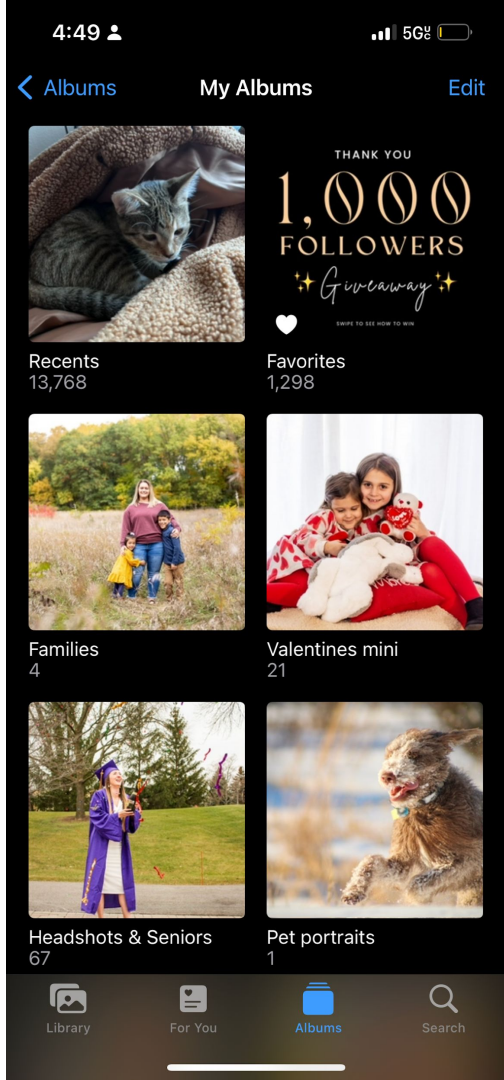 4:49
5GUC
Albums
My Albums
Edit
THANK YOU
1,000
FOLLOWERS
Giveaway
SWIPE TO SEE HOW TO WIN
Recents
13,768
Favorites
1,298
Love
Families
4
Valentines mini
21
Headshots & Seniors
67
Pet portraits
1
Library
For You
Albums
Search